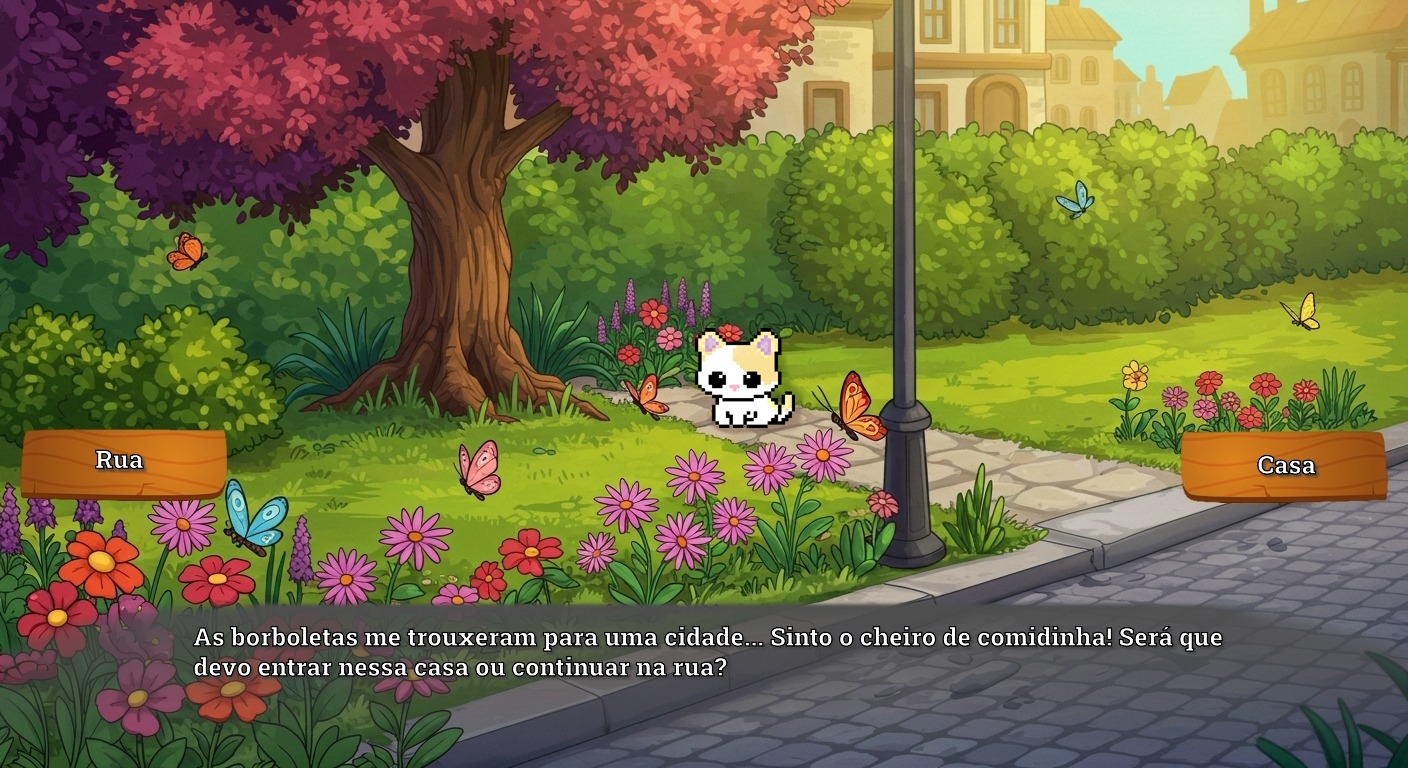 Rua
Casa
As borboletas me trouxeram para uma cidade... Sinto o cheiro de comidinha! Será que
devo entrar nessa casa ou continuar na rua?